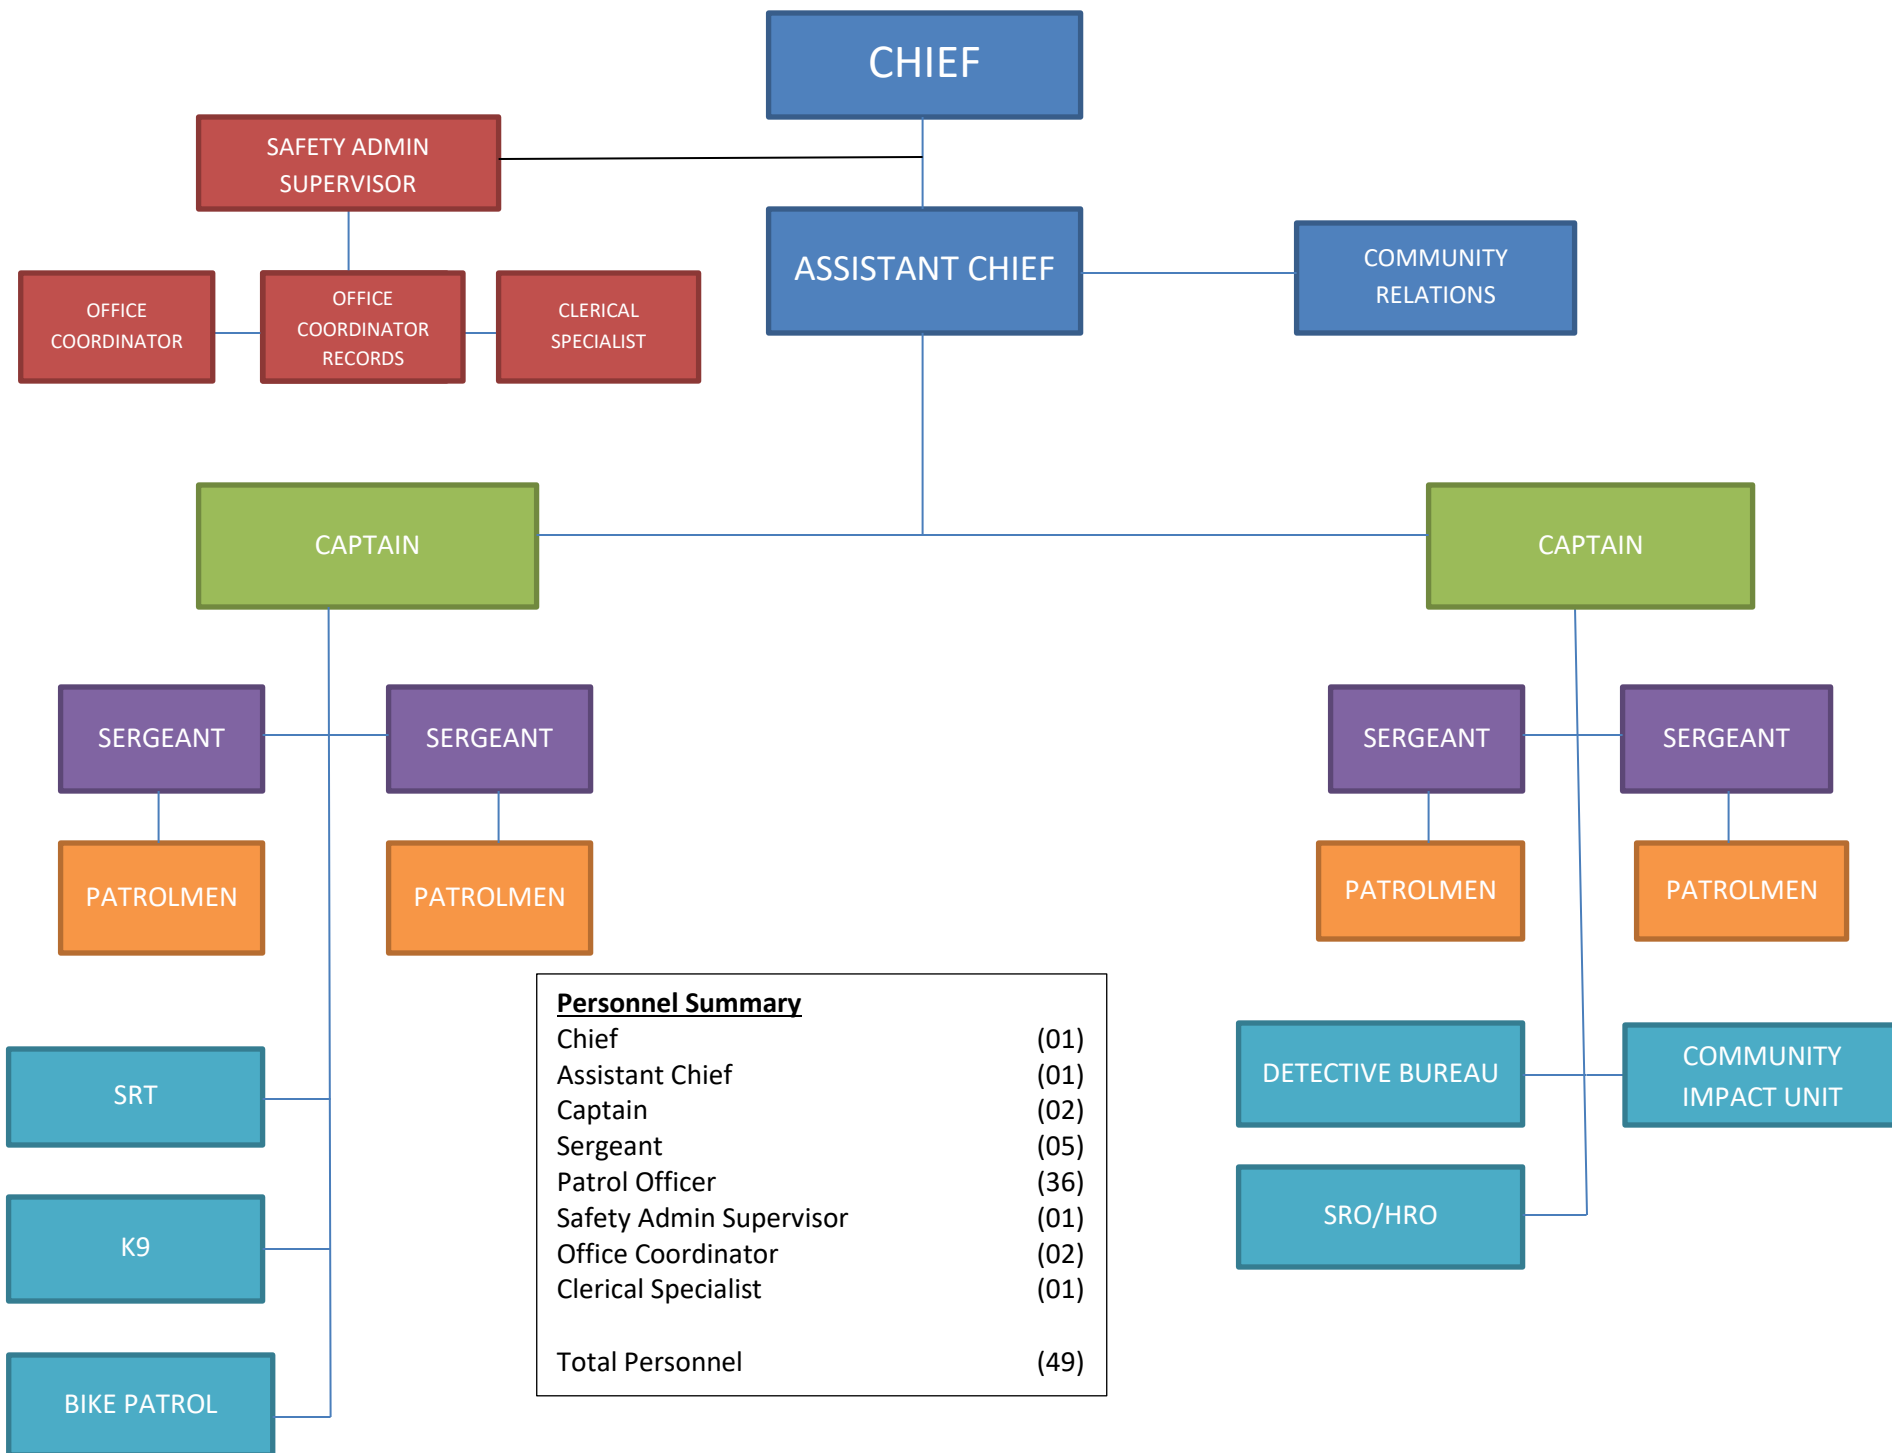 CHIEF
SAFETY ADMIN
SUPERVISOR
ASSISTANT CHIEF
COMMUNITY
RELATIONS
OFFICE
COORDINATOR
OFFICE
COORDINATOR
RECORDS
CLERICAL
SPECIALIST
CAPTAIN
CAPTAIN
SERGEANT
SERGEANT
SERGEANT
SERGEANT
PATROLMEN
PATROLMEN
PATROLMEN
PATROLMEN
SRT
K9
BIKE PATROL
Personnel Summary
Chief (01)
Assistant Chief (01)
Captain (02)
Sergeant (05)
Patrol Officer (36)
Safety Admin Supervisor (01)
Office Coordinator (02)
Clerical Specialist (01)
Total Personnel (49)
DETECTIVE BUREAU
COMMUNITY
IMPACT UNIT
SRO/HRO